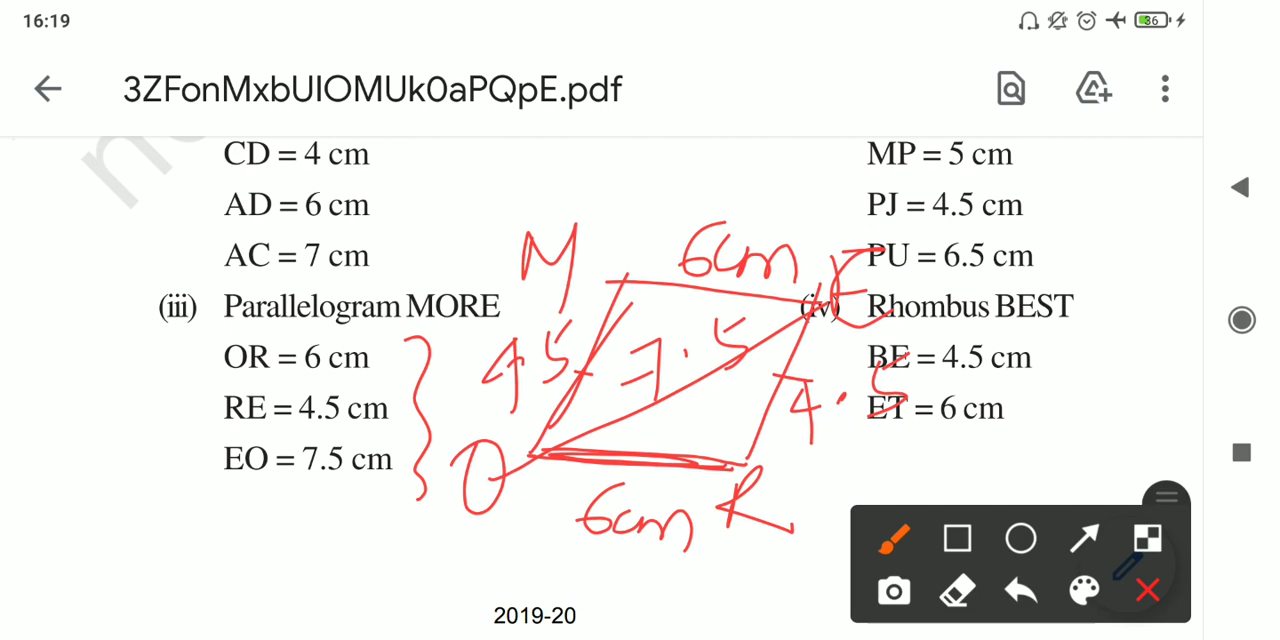 16:19
36
3ZFonMxbUIOMUk0aPQpE.pdf
no
CD = 4 cm
AD = 6 cm
AC = 7 cm
(iii) Parallelogram MORE
OR = 6 cm
RE = 4.5 cm
EO = 7.5 cm
MP = 5 cm
PJ = 4.5 cm
PU = 6.5 cm
(iv) Rhombus BEST
BE = 4.5 cm
ET = 6 cm
M
6cm
E
4.5
7.5
4.5
O
6cm
R
2019-20